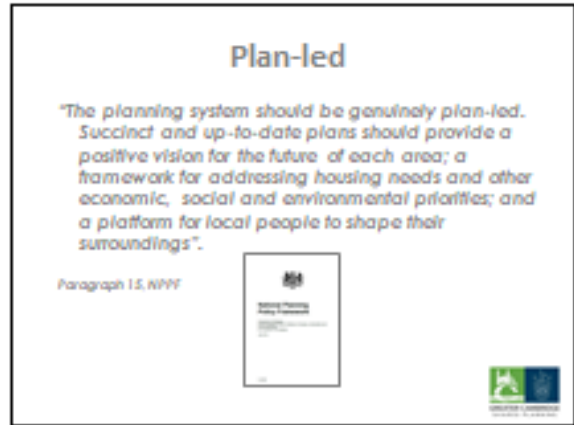 Plan-led
"The planning system should be genuinely plan-led.
Succinct and up-to-date plans should provide a
positive vision for the future of each area; a
framework for addressing housing needs and other
economic, social and environmental priorities; and
a platform for local people to shape their
surroundings".
Paragraph 15, NPPF
National Planning
Policy Framework